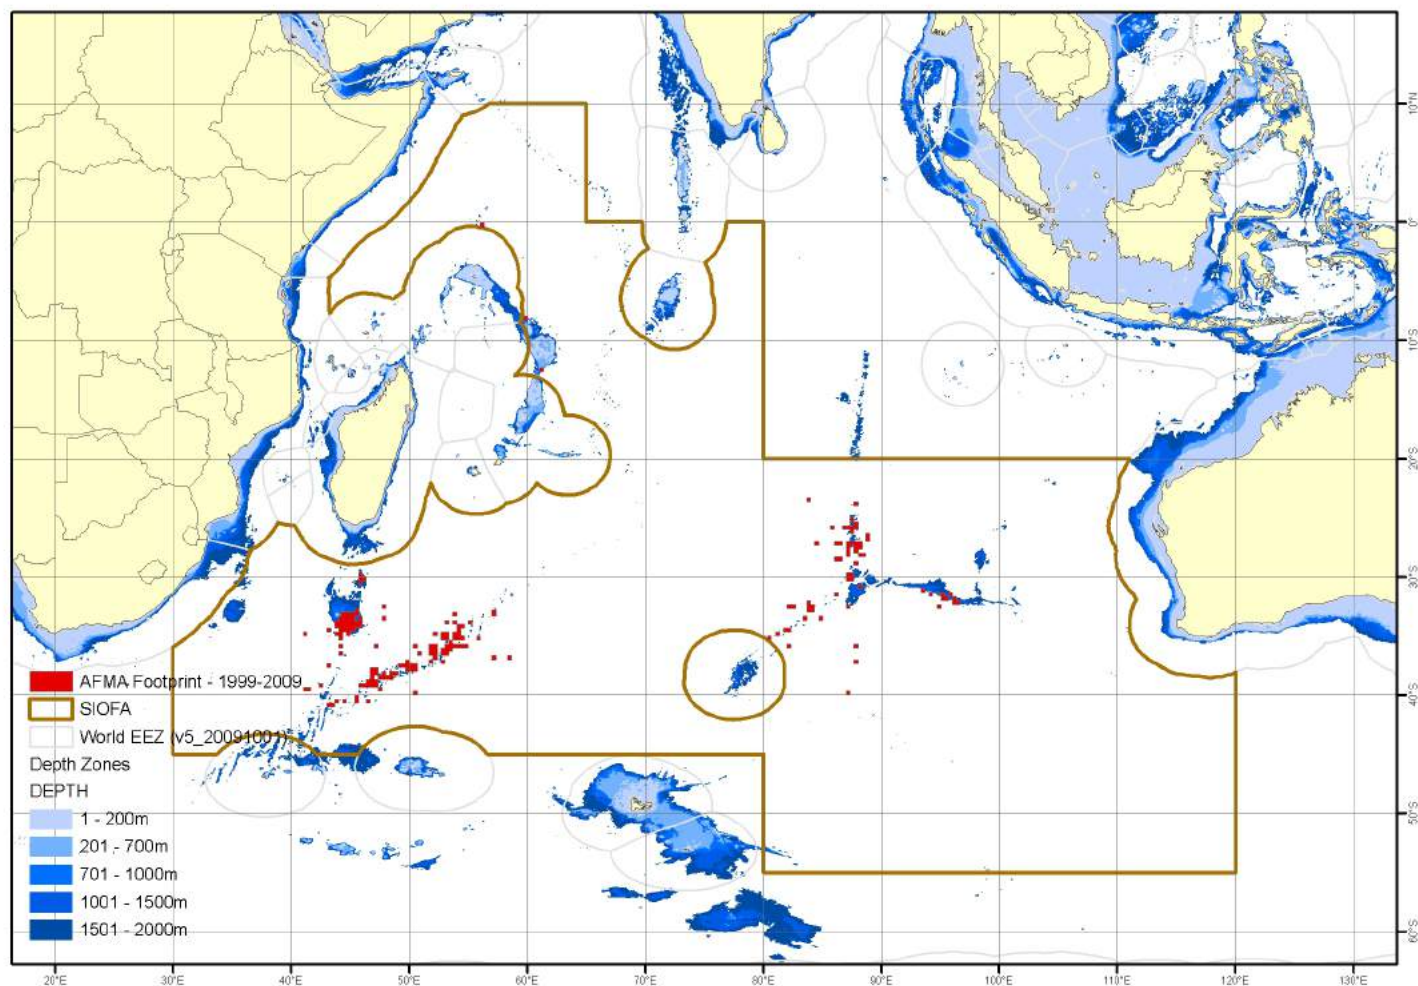 10°N
0°
10°S
20°S
30°S
40°S
50°S
60°S
AFMA Footprint - 1999-2009
SIOFA
World EEZ (v5_20091001)
Depth Zones
DEPTH
1 - 200m
201 - 700m
701 - 1000m
1001 - 1500m
1501 - 2000m
20°E
30°E
40°E
50°E
60°E
70°E
80°E
90°E
100°E
110°E
120°E
130°E